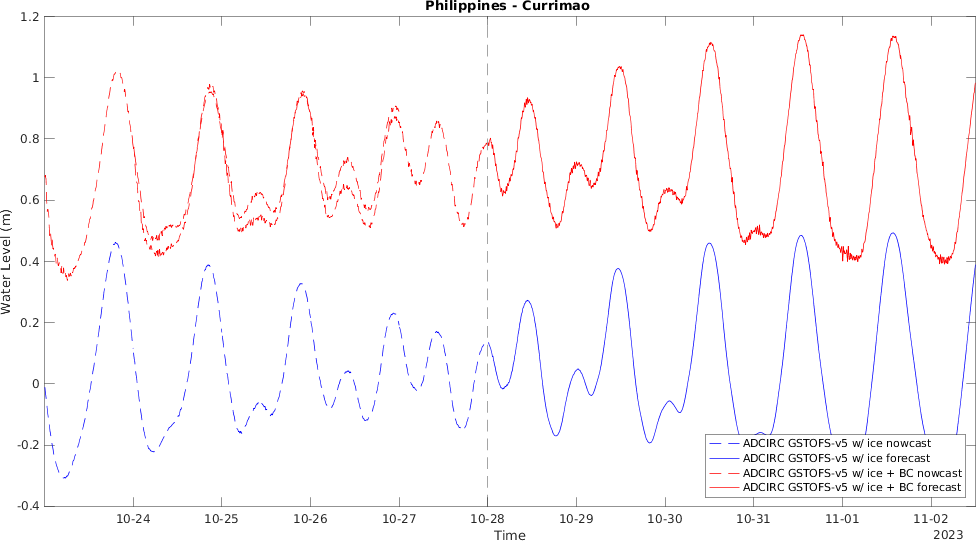 Philippines - Currimao
1.2
1
0.8
0.6
0.4
0.2
0
-0.2
-0.4
Water Level (m)
ADCIRC GSTOFS-v5 w/ ice nowcast
ADCIRC GSTOFS-v5 w/ ice forecast
ADCIRC GSTOFS-v5 w/ ice + BC nowcast
ADCIRC GSTOFS-v5 w/ ice + BC forecast
10-24 10-25 10-26 10-27 10-28 10-29 10-30 10-31 11-01 11-02
Time
2023